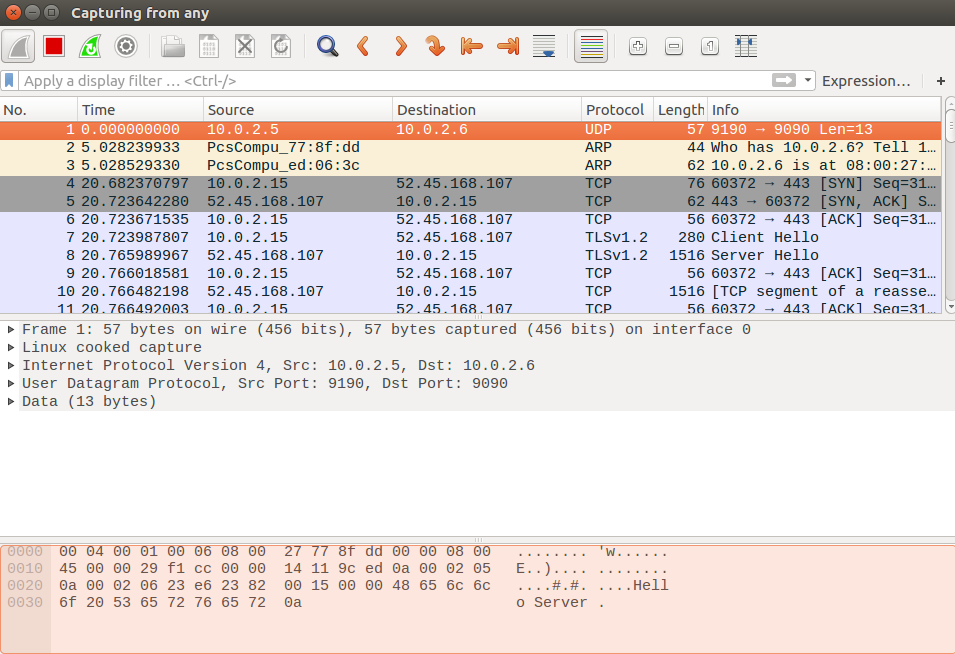 Capturing from any
Apply a display filter … <Ctrl-/> Expression… +
No. Time Source Destination Protocol Length Info
1 0.000000000 10.0.2.5 10.0.2.6 UDP 57 9190 → 9090 Len=13
2 5.028239933 PcsCompu_77:8f:dd ARP 44 Who has 10.0.2.6? Tell 1…
3 5.028529330 PcsCompu_ed:06:3c ARP 62 10.0.2.6 is at 08:00:27:…
4 20.682370797 10.0.2.15 52.45.168.107 TCP 76 60372 → 443 [SYN] Seq=31…
5 20.723642280 52.45.168.107 10.0.2.15 TCP 62 443 → 60372 [SYN, ACK] S…
6 20.723671535 10.0.2.15 52.45.168.107 TCP 56 60372 → 443 [ACK] Seq=31…
7 20.723987807 10.0.2.15 52.45.168.107 TLSv1.2 280 Client Hello
8 20.765989967 52.45.168.107 10.0.2.15 TLSv1.2 1516 Server Hello
9 20.766018581 10.0.2.15 52.45.168.107 TCP 56 60372 → 443 [ACK] Seq=31…
10 20.766482198 52.45.168.107 10.0.2.15 TCP 1516 [TCP segment of a reasse…
11 20.766492003 10.0.2.15 52.45.168.107 TCP 56 60372 → 443 [ACK] Seq=31…
Frame 1: 57 bytes on wire (456 bits), 57 bytes captured (456 bits) on interface 0
Linux cooked capture
Internet Protocol Version 4, Src: 10.0.2.5, Dst: 10.0.2.6
User Datagram Protocol, Src Port: 9190, Dst Port: 9090
Data (13 bytes)
0000 00 04 00 01 00 06 08 00 27 77 8f dd 00 00 08 00 ........ 'w......
0010 45 00 00 29 f1 cc 00 00 14 11 9c ed 0a 00 02 05 E..).... ........
0020 0a 00 02 06 23 e6 23 82 00 15 00 00 48 65 6c 6c ....#.#. ....Hell
0030 6f 20 53 65 72 76 65 72 0a o Server .